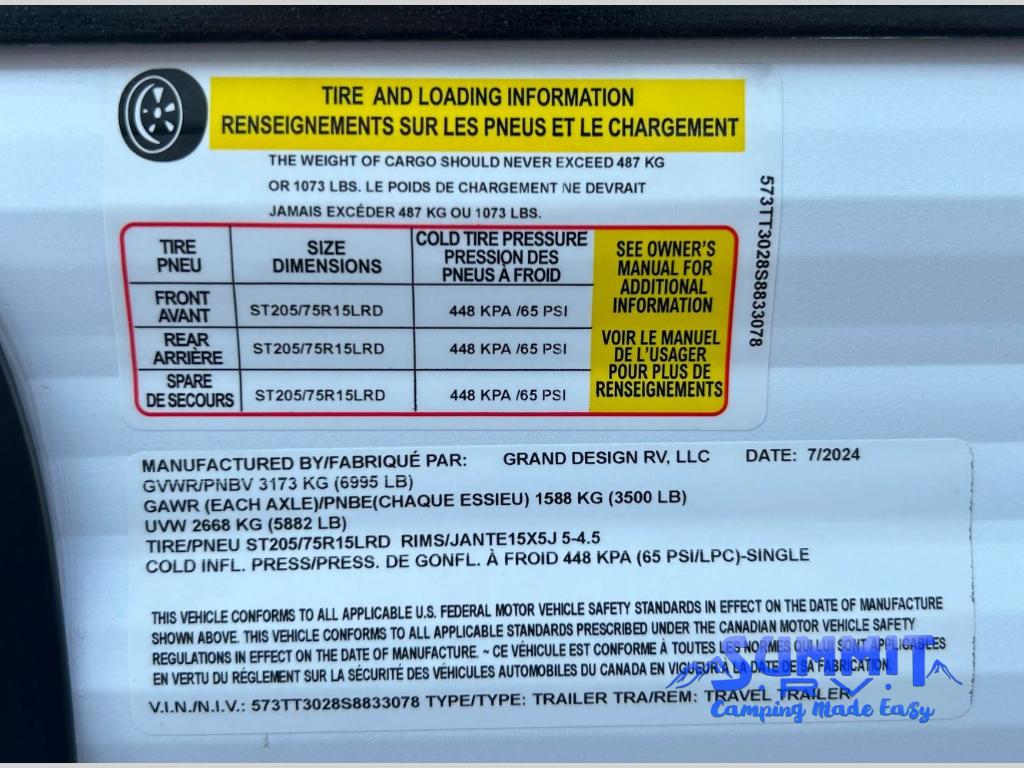 TIRE AND LOADING INFORMATION
RENSEIGNEMENTS SUR LES PNEUS ET LE CHARGEMENT
THE WEIGHT OF CARGO SHOULD NEVER EXCEED 487 KG
OR 1073 LBS. LE POIDS DE CHARGEMENT NE DEVRAIT
JAMAIS EXCÉDER 487 KG OU 1073 LBS.
TIRE
PNEU
SIZE
DIMENSIONS
COLD TIRE PRESSURE
PRESSION DES
PNEUS À FROID
FRONT
AVANT
ST205/75R15LRD
448 KPA /65 PSI
REAR
ARRIÈRE
ST205/75R15LRD
448 KPA /65 PSI
SPARE
DE SECOURS
ST205/75R15LRD
448 KPA /65 PSI
SEE OWNER'S
MANUAL FOR
ADDITIONAL
INFORMATION
VOIR LE MANUEL
DE L'USAGER
POUR PLUS DE
RENSEIGNEMENTS
573TT3028S8833078
MANUFACTURED BY/FABRIQUÉ PAR: GRAND DESIGN RV, LLC DATE: 7/2024
GVWR/PNBV 3173 KG (6995 LB)
GAWR (EACH AXLE)/PNBE(CHAQUE ESSIEU) 1588 KG (3500 LB)
UVW 2668 KG (5882 LB)
TIRE/PNEU ST205/75R15LRD RIMS/JANTE15X5J 5-4.5
COLD INFL. PRESS/PRESS. DE GONFL. À FROID 448 KPA (65 PSI/LPC)-SINGLE
THIS VEHICLE CONFORMS TO ALL APPLICABLE U.S. FEDERAL MOTOR VEHICLE SAFETY STANDARDS IN EFFECT ON THE DATE OF MANUFACTURE
SHOWN ABOVE. THIS VEHICLE CONFORMS TO ALL APPLICABLE STANDARDS PRESCRIBED UNDER THE CANADIAN MOTOR VEHICLE SAFETY
REGULATIONS IN EFFECT ON THE DATE OF MANUFACTURE. ~ CE VÉHICULE EST CONFORME À TOUTES LES NORMES QUI LUI SONT APPLICABLES
EN VERTU DU RÉGLEMENT SUR LA SÉCURITÉ DES VÉHICULES AUTOMOBILES DU CANADA EN VIGUEUR A LA DATE DE SA FABRICATION.
V.I.N./N.I.V.: 573TT3028S8833078 TYPE/TYPE: TRAILER TRA/REM: TRAVEL TRAILER
SUMMIT
RV
Camping Made Easy